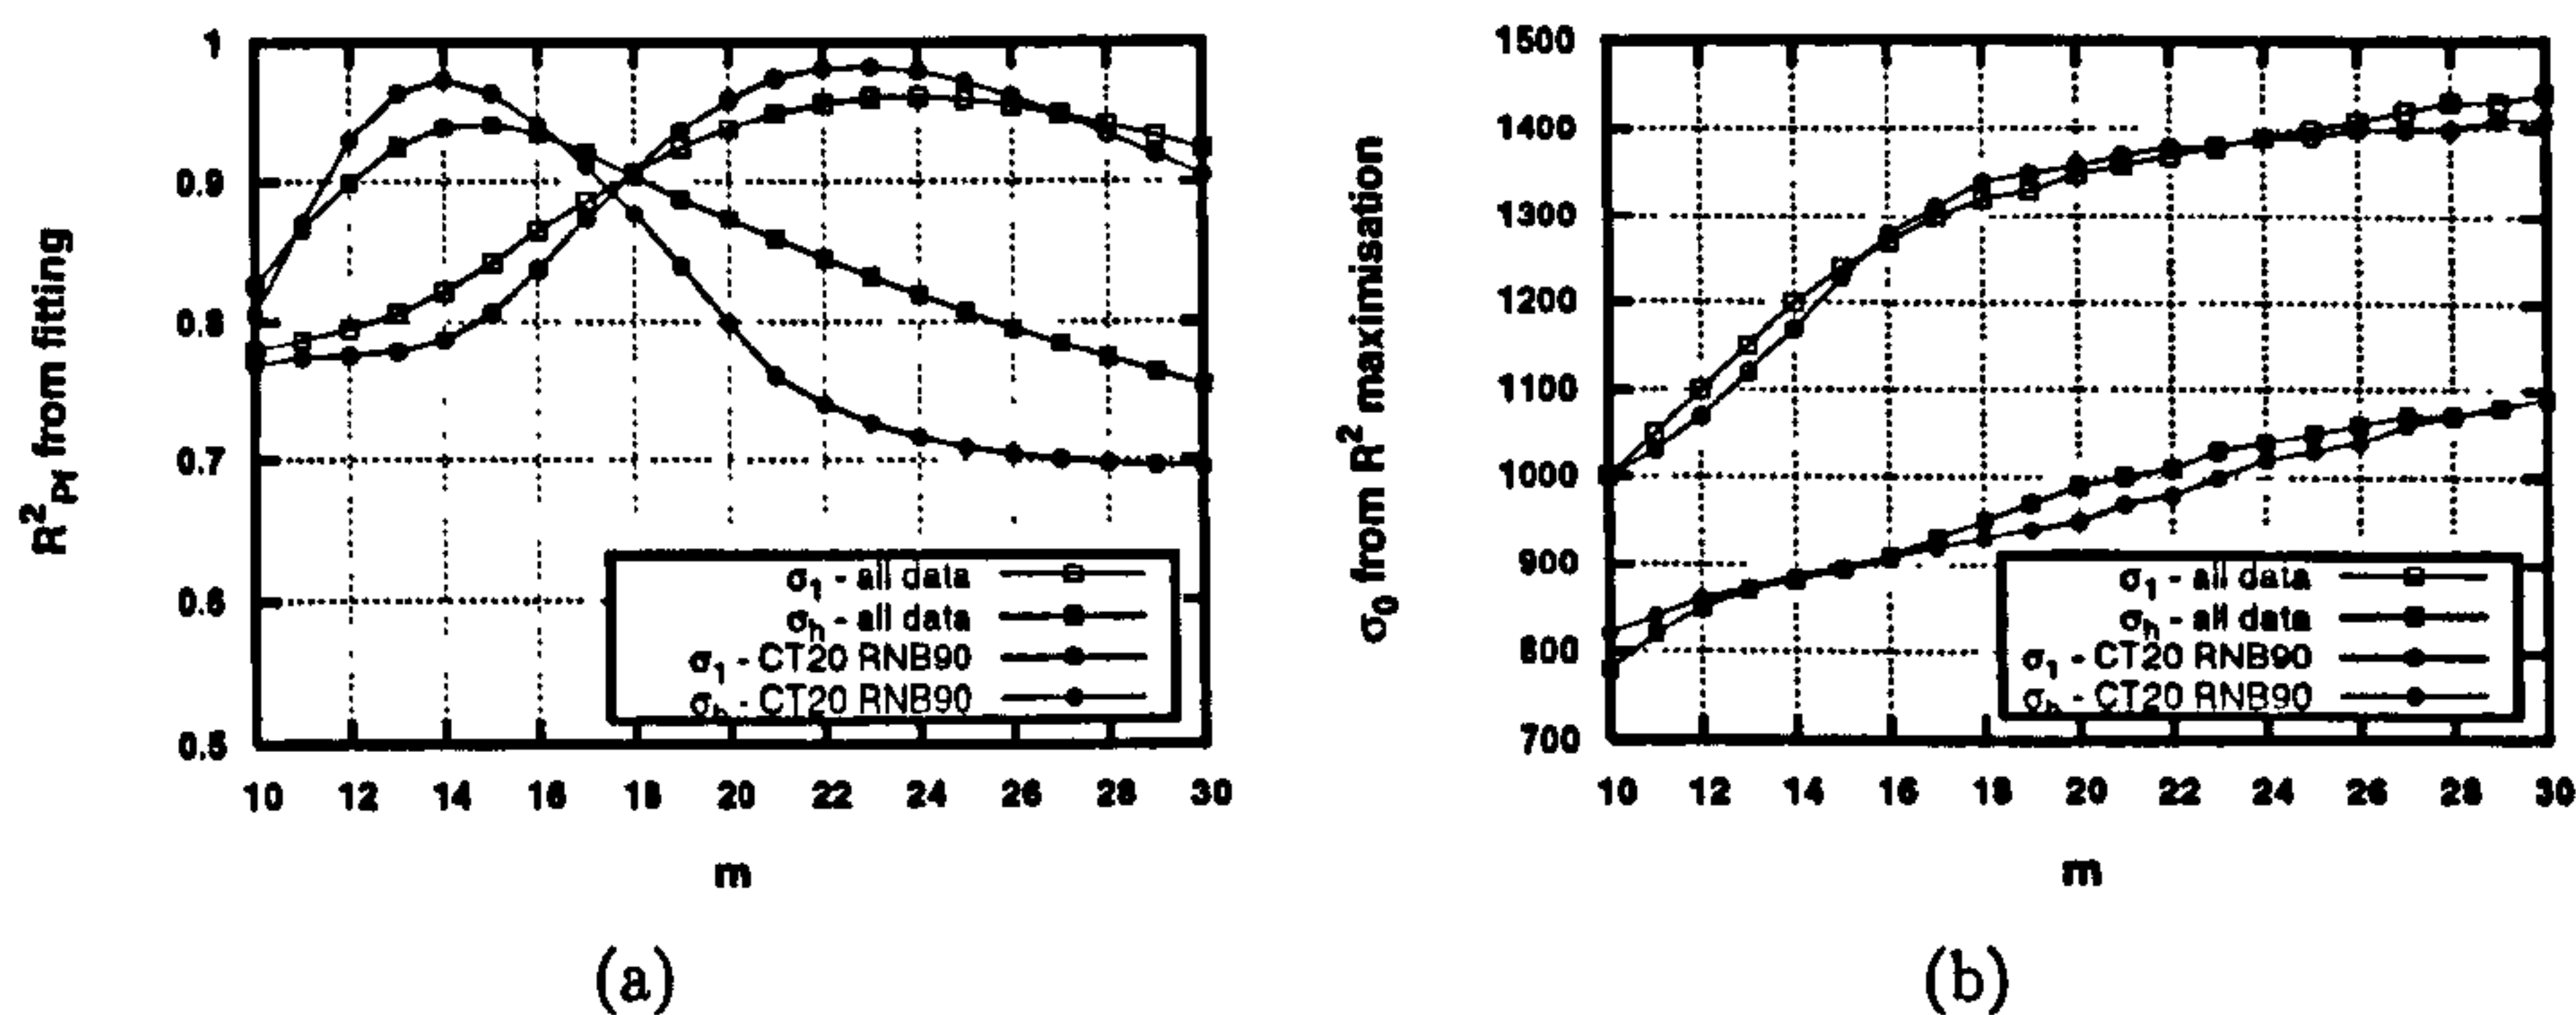 1
0.9
0.8
0.7
0.6
0.5
R²Pf from fitting
10 12 14 16 18 20 22 24 26 28 30
m
σ1 - all data
σh - all data
σ1 - CT20 RNB90
σh - CT20 RNB90
(a)
1500
1400
1300
1200
1100
1000
900
800
700
σ0 from R² maximisation
10 12 14 16 18 20 22 24 26 28 30
m
σ1 - all data
σh - all data
σ1 - CT20 RNB90
σh - CT20 RNB90
(b)